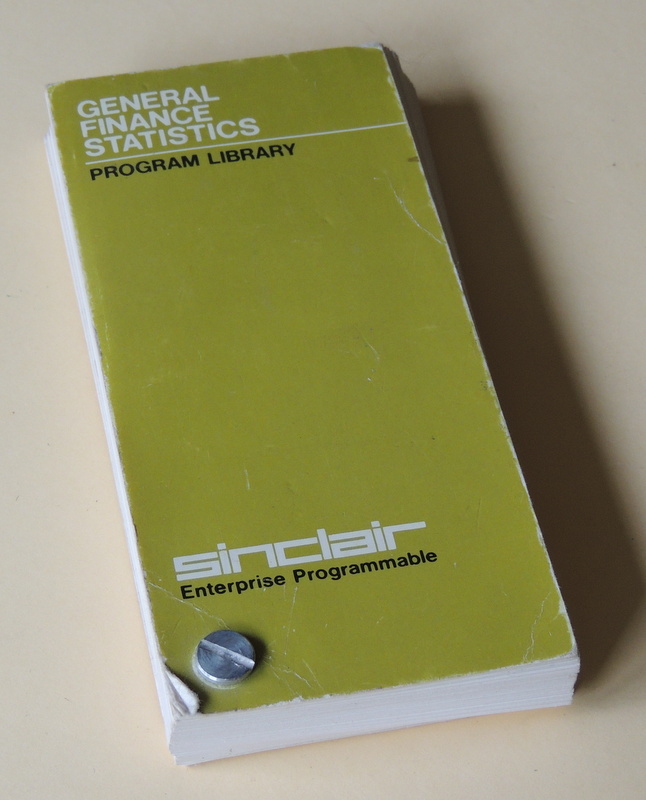 GENERAL
FINANCE
STATISTICS
PROGRAM LIBRARY
sinclair
Enterprise Programmable